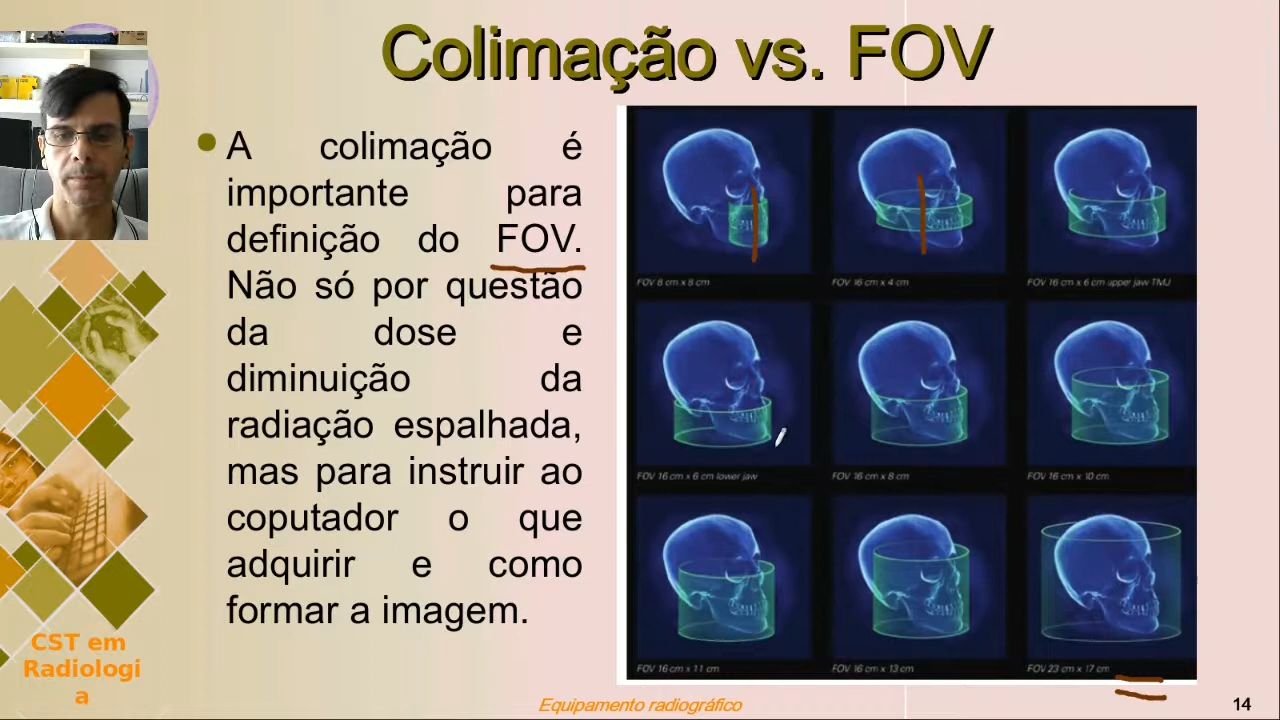 Colimação vs. FOV
A colimação é
importante para
definição do FOV.
Não só por questão
da dose e
diminuição da
radiação espalhada,
mas para instruir ao
coputador o que
adquirir e como
formar a imagem.
FOV 8 cm x 8 cm
FOV 16 cm x 4 cm
FOV 16 cm x 6 cm upper jaw TMJ
FOV 16 cm x 6 cm lower jaw
FOV 16 cm x 8 cm
FOV 16 cm x 10 cm
FOV 16 cm x 11 cm
FOV 16 cm x 13 cm
FOV 23 cm x 17 cm
CST em
Radiologi
a
Equipamento radiográfico
14